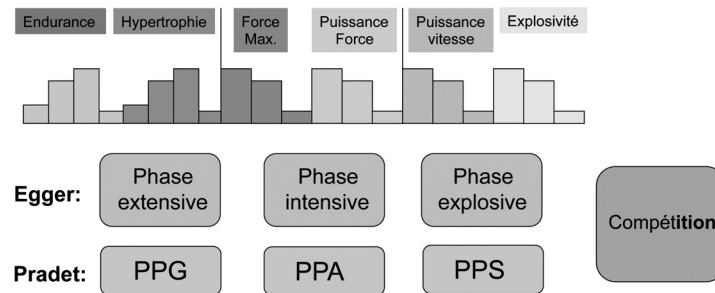 Endurance
Hypertrophie
Force
Max.
Puissance
Force
Puissance
vitesse
Explosivité
Egger:
Phase
extensive
Phase
intensive
Phase
explosive
Compétition
Pradet:
PPG
PPA
PPS